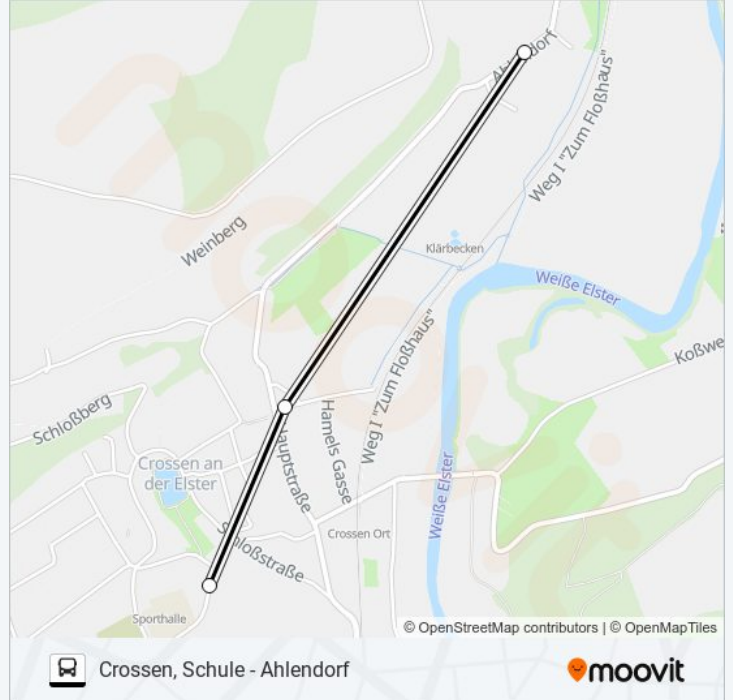 Ahlendorf
Weg I "Zum Floßhaus"
Weinberg
Klärbecken
Weiße Elster
Weg I "Zum Floßhaus"
Koßwe
Schloßberg
Hamels Gasse
Hauptstraße
Crossen an
der Elster
Weiße Elster
Schloßstraße
Crossen Ort
Sporthalle
© OpenStreetMap contributors | © OpenMapTiles
Crossen, Schule - Ahlendorf
moovit